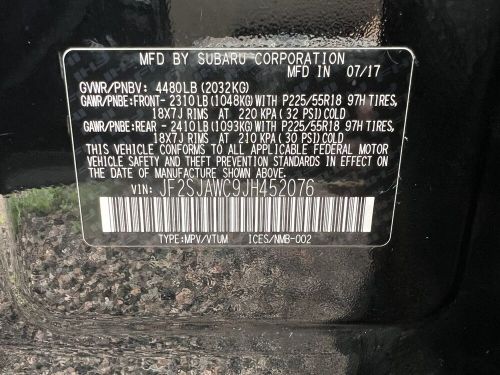 MFD BY SUBARU CORPORATION
MFD IN 07/17
GVWR/PNBV: 4480LB (2032KG)
GAWR/PNBE:FRONT- 2310LB (1048KG) WITH P225/55R18 97H TIRES,
18X7J RIMS AT 220 KPA (32 PSI) COLD
GAWR/PNBE:REAR - 2410LB (1093KG) WITH P225/55R18 97H TIRES,
18X7J RIMS AT 210 KPA (30 PSI) COLD
THIS VEHICLE CONFORMS TO ALL APPLICABLE FEDERAL MOTOR
VEHICLE SAFETY AND THEFT PREVENTION STANDARDS IN EFFECT ON
THE DATE OF MANUFACTURE SHOWN ABOVE.
VIN: JF2SJAWC9JH452076
TYPE:MPV/VTUM ICES/NMB-002